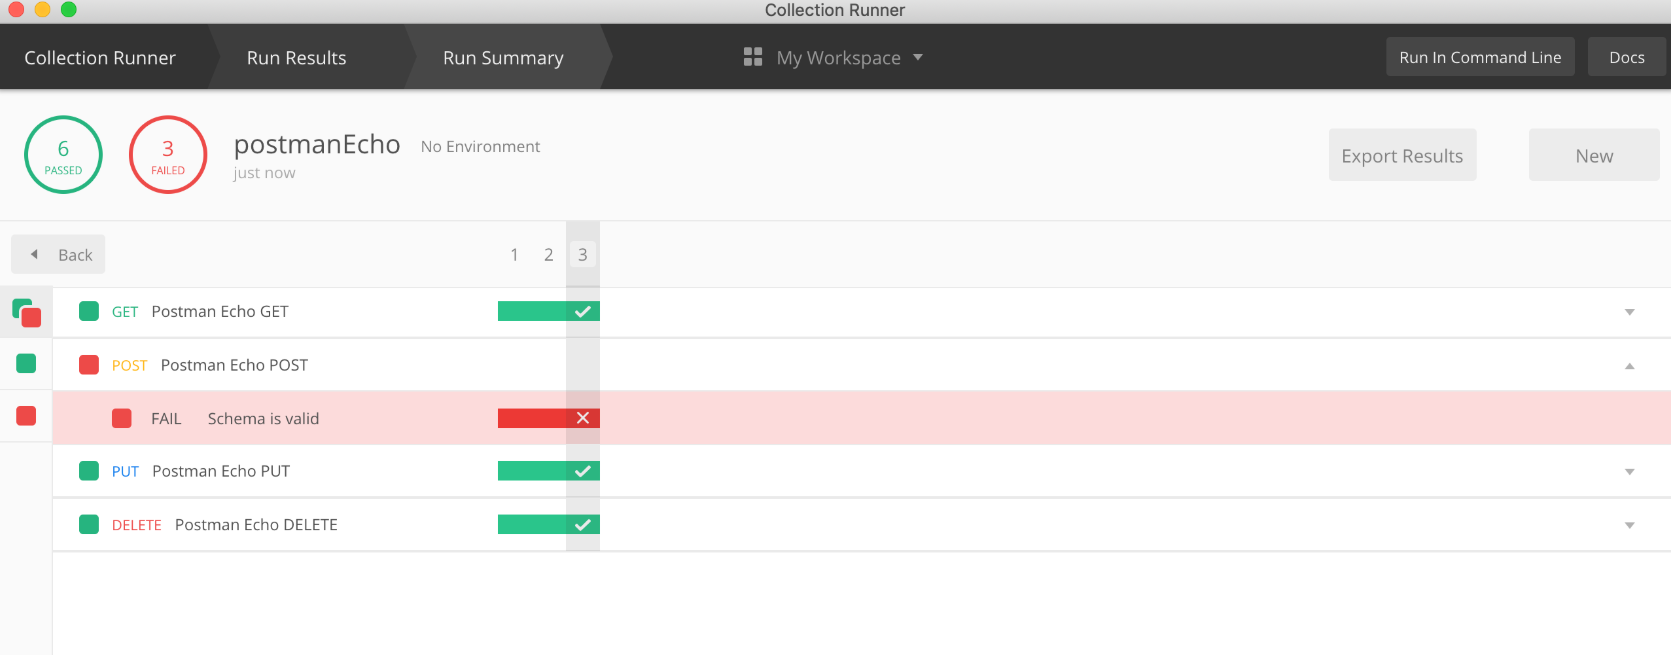 Collection Runner
Collection Runner Run Results Run Summary My Workspace Run In Command Line Docs
6 PASSED
3 FAILED
postmanEcho No Environment
just now
Export Results New
Back 1 2 3
GET Postman Echo GET
POST Postman Echo POST
FAIL Schema is valid
PUT Postman Echo PUT
DELETE Postman Echo DELETE